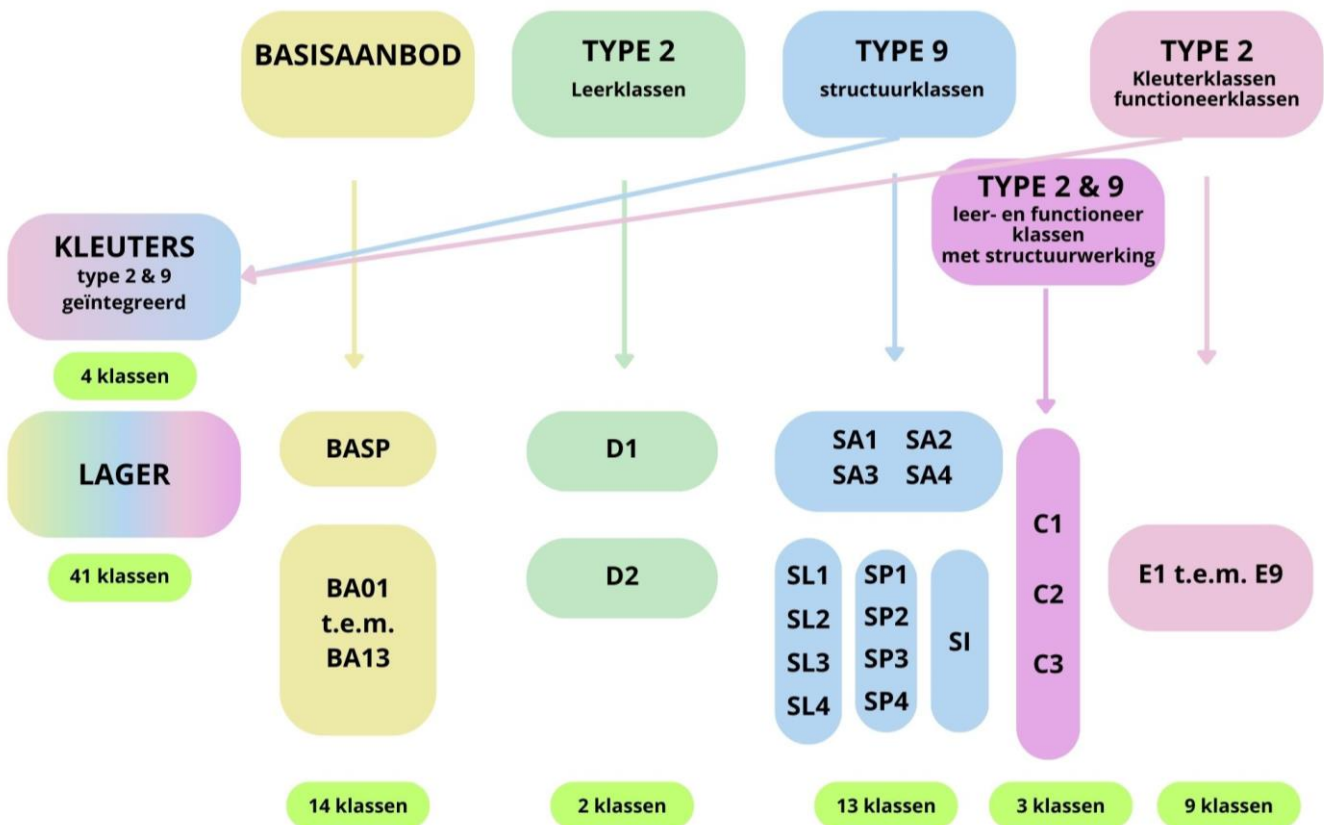 BASISAANBOD
TYPE 2
Leerklassen
TYPE 9
structuurklassen
TYPE 2
Kleuterklassen
functioneerklassen
TYPE 2 & 9
leer- en functioneer
klassen
met structuurwerking
KLEUTERS
type 2 & 9
geïntegreerd
4 klassen
LAGER
41 klassen
BASP
BA01
t.e.m.
BA13
D1
D2
SA1 SA2
SA3 SA4
SL1
SL2
SL3
SL4
SP1
SP2
SP3
SP4
SI
C1
C2
C3
E1 t.e.m. E9
14 klassen
2 klassen
13 klassen
3 klassen
9 klassen